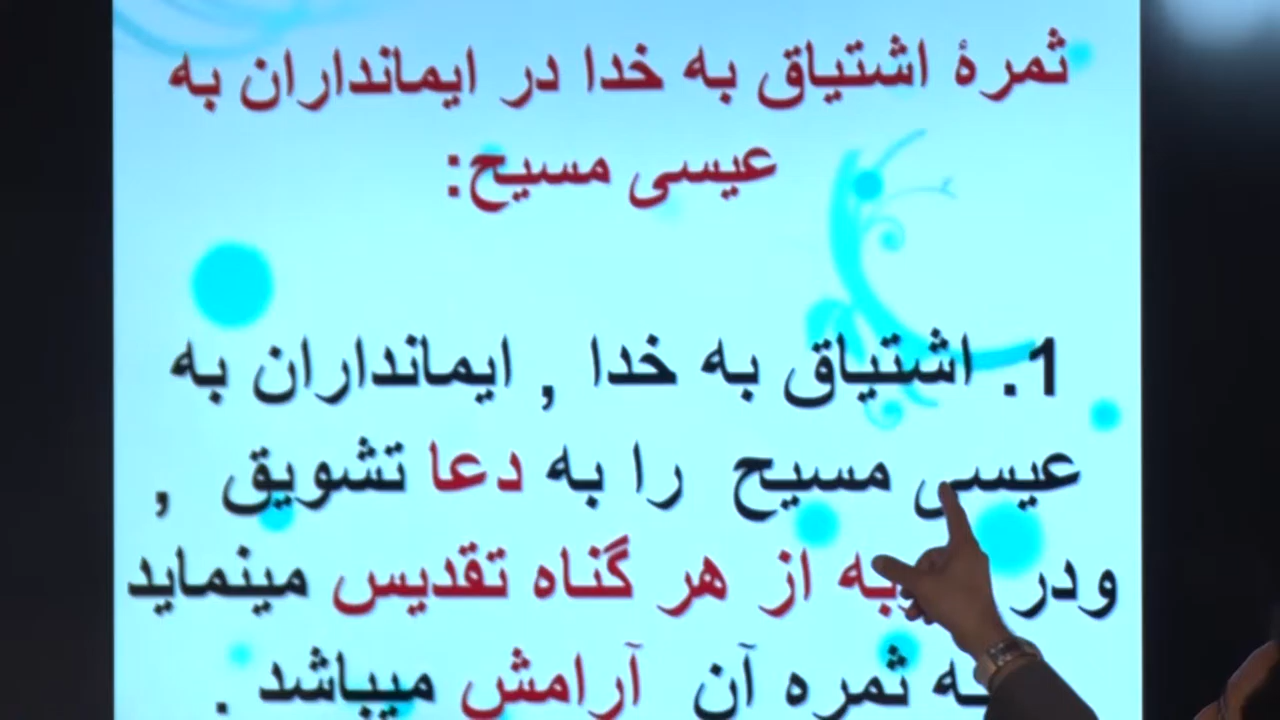 ثمرهٔ اشتیاق به خدا در ایمانداران به
عیسی مسیح:
1. اشتیاق به خدا , ایمانداران به
عیسی مسیح را به دعا تشویق ,
ودر از هر گناه تقدیس مینماید
ثمره آن آرامش میباشد .